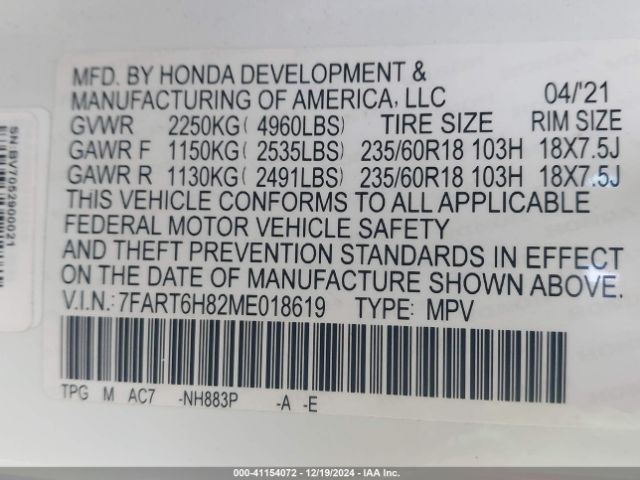 MFD. BY HONDA DEVELOPMENT &
MANUFACTURING OF AMERICA, LLC 04/'21
GVWR 2250KG( 4960LBS) TIRE SIZE RIM SIZE
GAWR F 1150KG( 2535LBS) 235/60R18 103H 18X7.5J
GAWR R 1130KG( 2491LBS) 235/60R18 103H 18X7.5J
THIS VEHICLE CONFORMS TO ALL APPLICABLE
FEDERAL MOTOR VEHICLE SAFETY
AND THEFT PREVENTION STANDARDS IN EFFECT
ON THE DATE OF MANUFACTURE SHOWN ABOVE.
V.I.N.: 7FART6H82ME018619 TYPE: MPV
TPG M AC7 -NH883P -A -E
SN BV7052800021
000-41154072 - 12/19/2024 - IAA Inc.